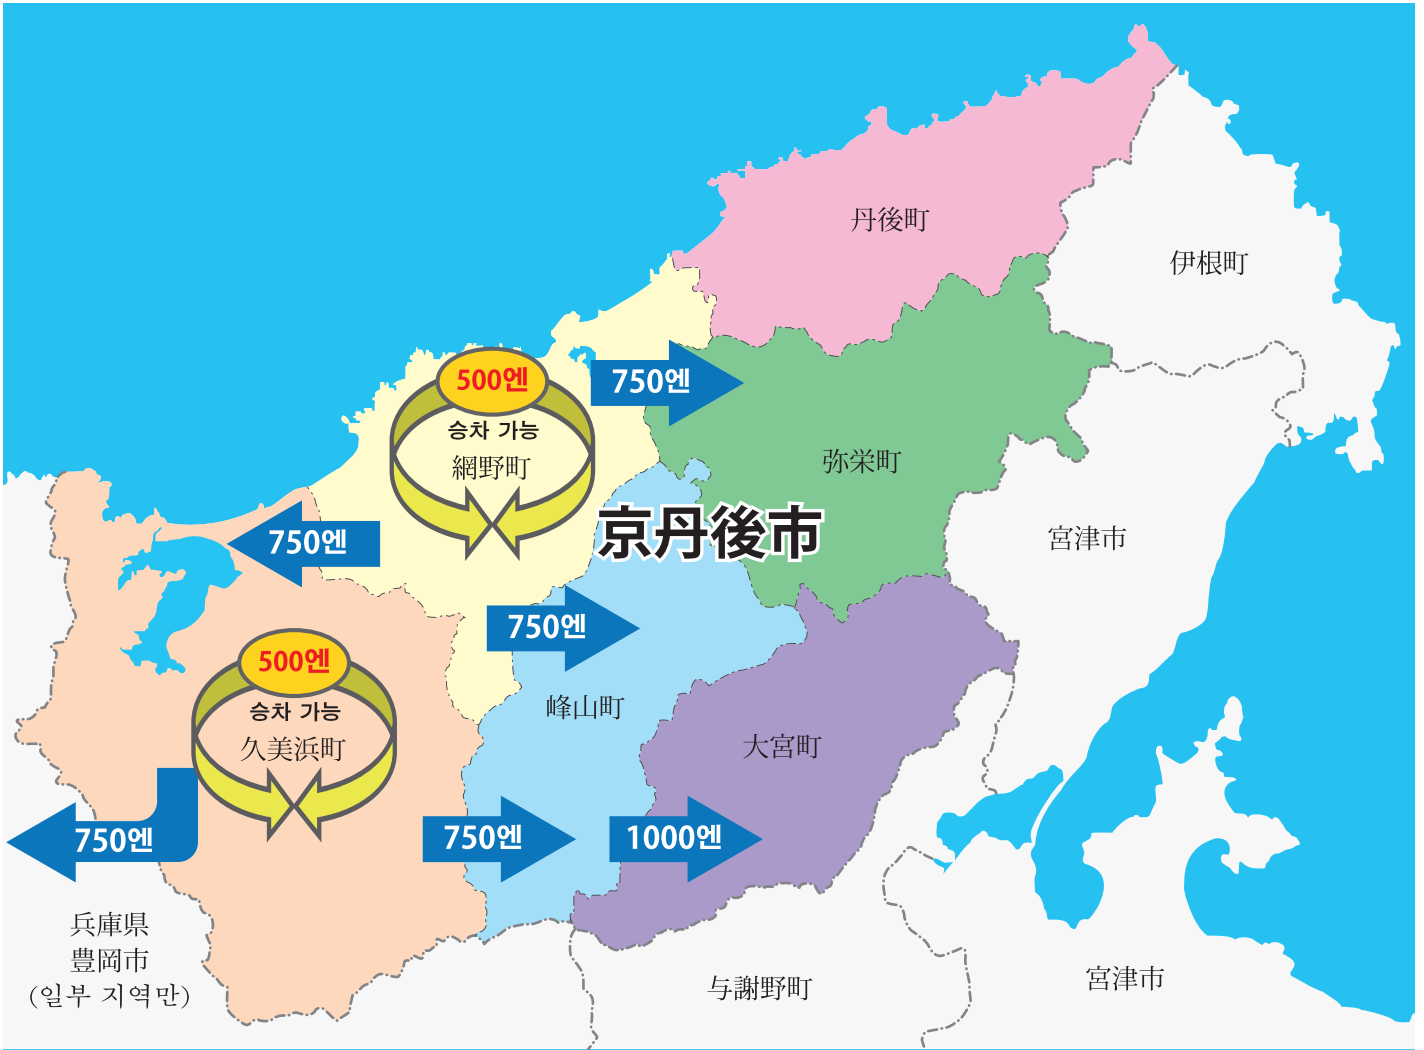 丹後町
伊根町
500엔
750엔
승차 가능
網野町
弥栄町
京丹後市
宮津市
750엔
750엔
500엔
승차 가능
久美浜町
峰山町
大宮町
750엔
750엔
1000엔
兵庫県
豊岡市
(일부 지역만)
与謝野町
宮津市